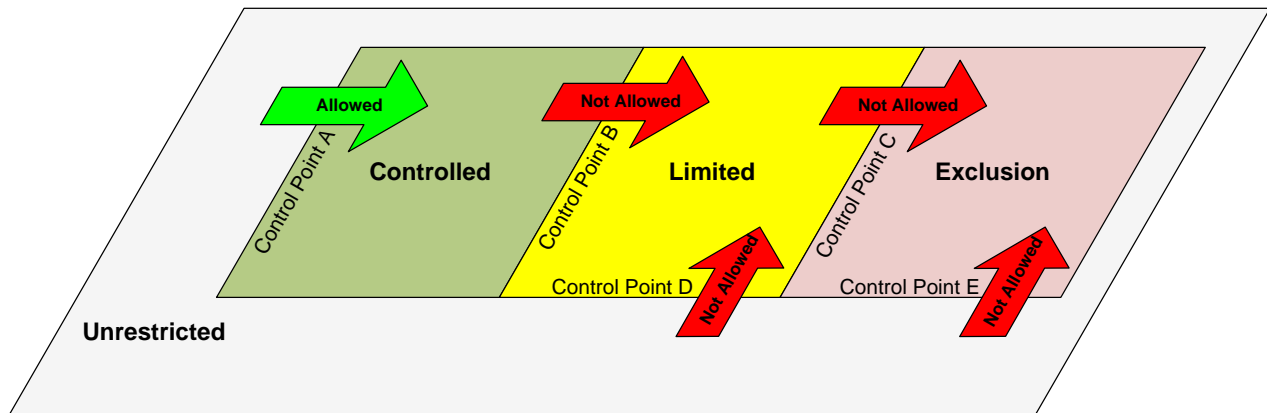 Allowed
Not Allowed
Not Allowed
Control Point A
Controlled
Control Point B
Limited
Control Point C
Exclusion
Control Point D
Not Allowed
Control Point E
Not Allowed
Unrestricted